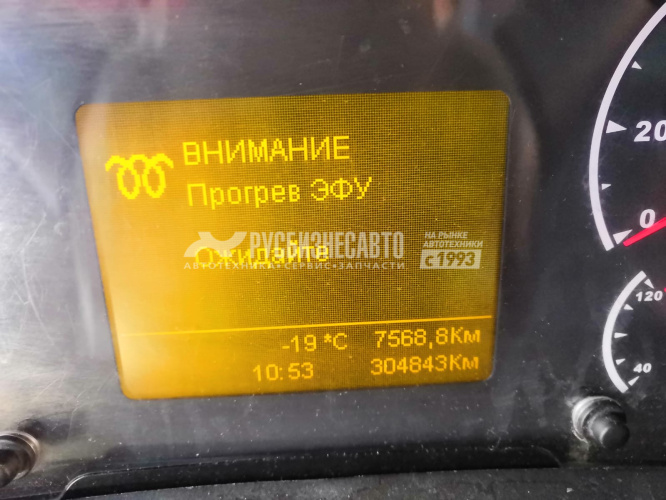 ВНИМАНИЕ
Прогрев ЭФУ
Ожидайте
РУСБИЗНЕСАВТО
АВТОТЕХНИКА•СЕРВИС•ЗАПЧАСТИ
НА РЫНКЕ
АВТОТЕХНИКИ
с 1993
-19 °C 7568,8Км
10:53 304843Км
20
0
120
40